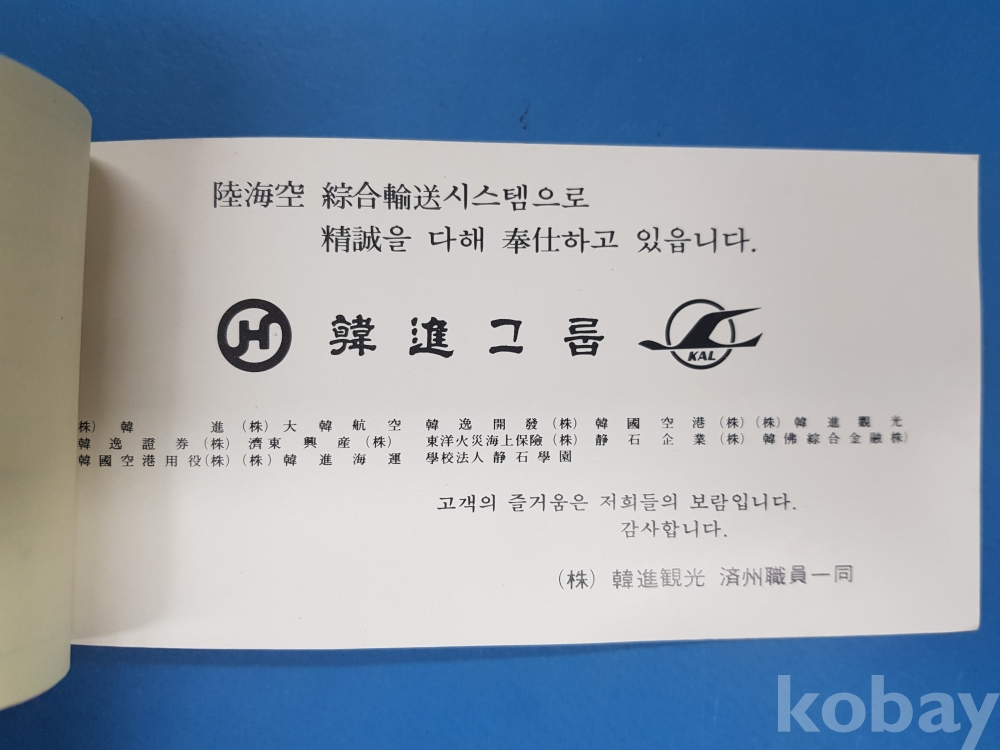 陸海空 綜合輸送시스템으로
精誠을 다해 奉仕하고 있읍니다.
韓進그룹
KAL
株) 韓進 (株) 大韓航空 韓逸開發(株) 韓國空港(株) (株) 韓進觀光
韓逸證券(株) 濟東興産(株) 東洋火災海上保險(株) 靜石企業(株) 韓佛綜合金融株)
韓國空港用役(株) (株) 韓進海運 學校法人 靜石學園
고객의 즐거움은 저희들의 보람입니다.
감사합니다.
(株) 韓進観光 済州職員一同
kobay